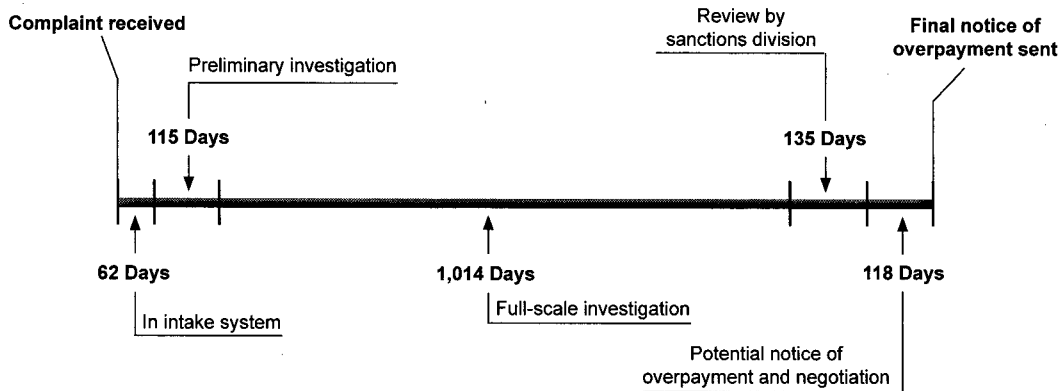 Complaint received
Preliminary investigation
Review by
sanctions division
Final notice of
overpayment sent
115 Days
135 Days
62 Days
1,014 Days
118 Days
In intake system
Full-scale investigation
Potential notice of
overpayment and negotiation